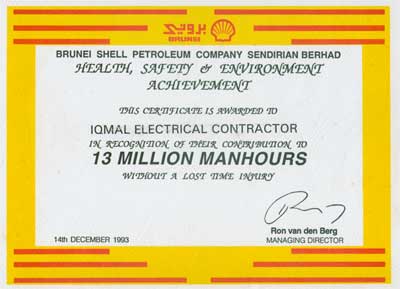 بروني
BRUNEI
BRUNEI SHELL PETROLEUM COMPANY SENDIRIAN BERHAD
HEALTH, SAFETY & ENVIRONMENT
ACHIEVEMENT
THIS CERTIFICATE IS AWARDED TO
IQMAL ELECTRICAL CONTRACTOR
IN RECOGNITION OF THEIR CONTRIBUTION TO
13 MILLION MANHOURS
WITHOUT A LOST TIME INJURY
Ron van den Berg
14th DECEMBER 1993 MANAGING DIRECTOR